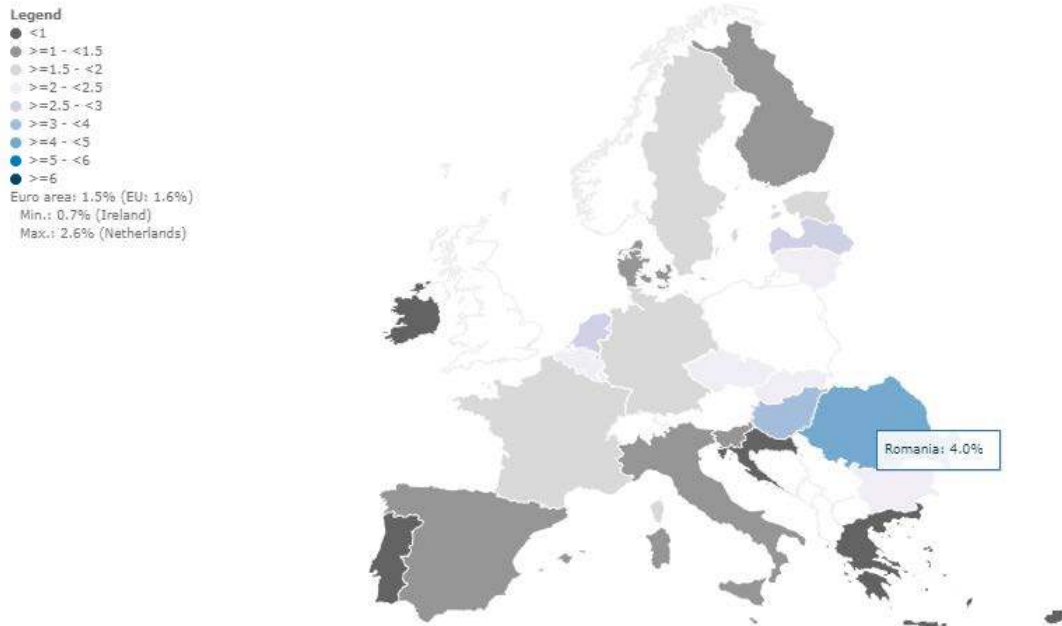 Legend
<1
>=1 - <1.5
>=1.5 - <2
>=2 - <2.5
>=2.5 - <3
>=3 - <4
>=4 - <5
>=5 - <6
>=6
Euro area: 1.5% (EU: 1.6%)
Min.: 0.7% (Ireland)
Max.: 2.6% (Netherlands)
Romania: 4.0%